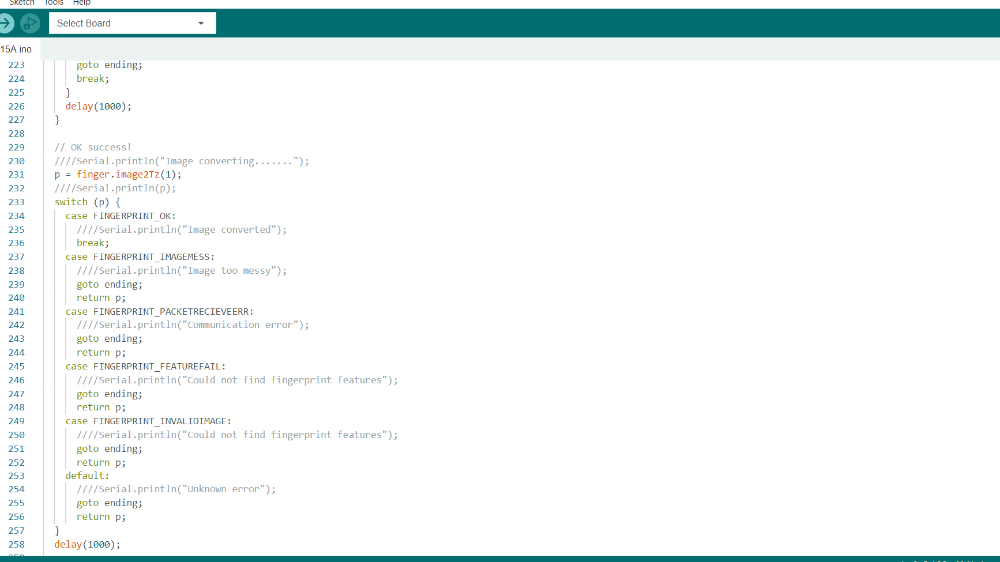 Sketch Tools Help
Select Board
15A.ino
223 goto ending;
224 break;
225 }
226 delay(1000);
227 }
228
229 // OK success!
230 ////Serial.println("Image converting.......");
231 p = finger.image2Tz(1);
232 ////Serial.println(p);
233 switch (p) {
234 case FINGERPRINT_OK:
235 ////Serial.println("Image converted");
236 break;
237 case FINGERPRINT_IMAGEMESS:
238 ////Serial.println("Image too messy");
239 goto ending;
240 return p;
241 case FINGERPRINT_PACKETRECIEVEERR:
242 ////Serial.println("Communication error");
243 goto ending;
244 return p;
245 case FINGERPRINT_FEATUREFAIL:
246 ////Serial.println("Could not find fingerprint features");
247 goto ending;
248 return p;
249 case FINGERPRINT_INVALIDIMAGE:
250 ////Serial.println("Could not find fingerprint features");
251 goto ending;
252 return p;
253 default:
254 ////Serial.println("Unknown error");
255 goto ending;
256 return p;
257 }
258 delay(1000);